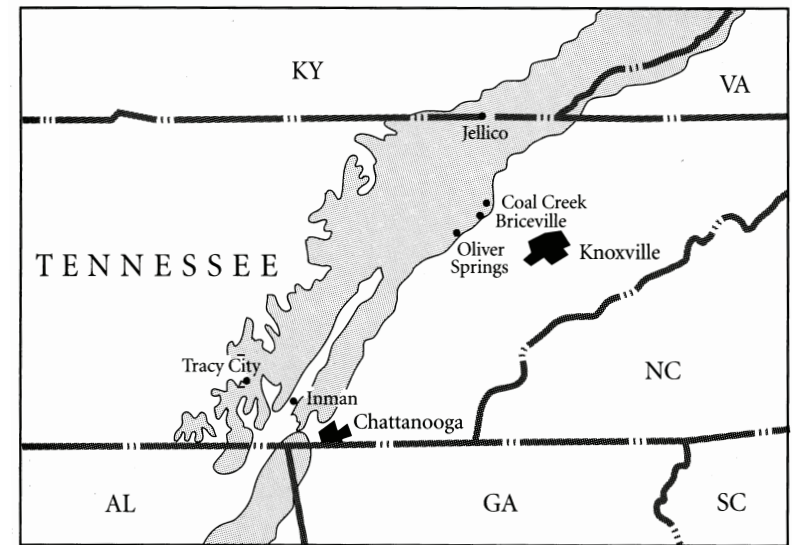 KY
VA
Jellico
Coal Creek
Briceville
Oliver
Springs
Knoxville
TENNESSEE
Tracy City
Inman
NC
Chattanooga
AL
GA
SC